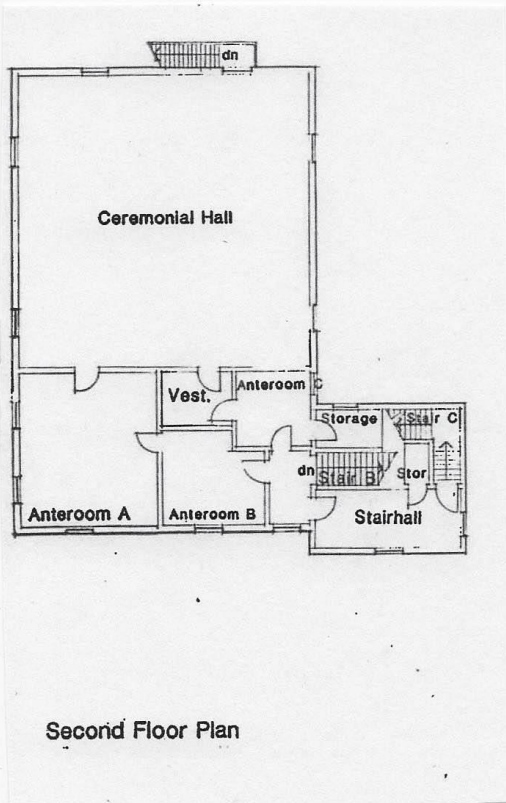 dn
Ceremonial Hall
Vest.
Anteroom C
Storage
Stair C
dn
Stair B
Stor
Anteroom A
Anteroom B
Stairhall
Second Floor Plan